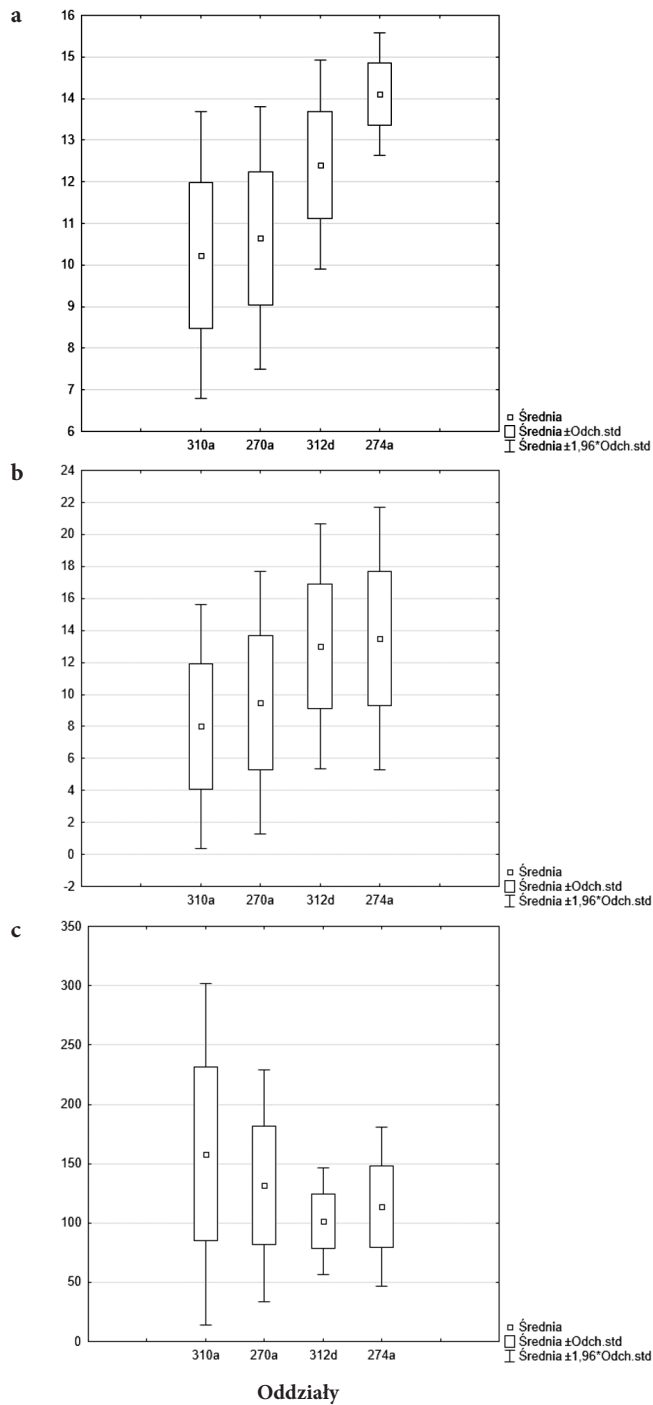 a
16
15
14
13
12
11
10
9
8
7
6
310a 270a 312d 274a
Średnia
Średnia ±Odch.std
Średnia ±1,96*Odch.std
b
24
22
20
18
16
14
12
10
8
6
4
2
0
-2
310a 270a 312d 274a
Średnia
Średnia ±Odch.std
Średnia ±1,96*Odch.std
c
350
300
250
200
150
100
50
0
310a 270a 312d 274a
Średnia
Średnia ±Odch.std
Średnia ±1,96*Odch.std
Oddziały